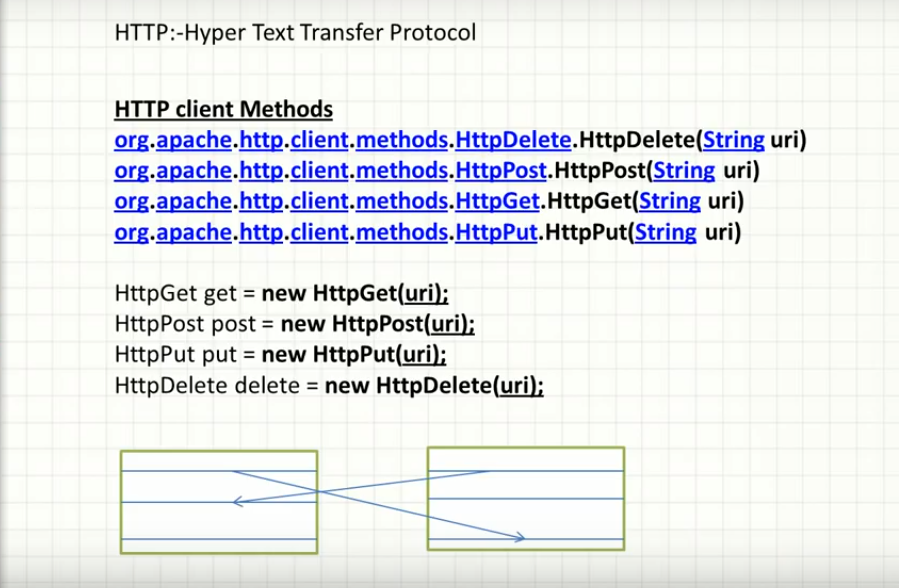 HTTP:-Hyper Text Transfer Protocol
HTTP client Methods
org.apache.http.client.methods.HttpDelete.HttpDelete(String uri)
org.apache.http.client.methods.HttpPost.HttpPost(String uri)
org.apache.http.client.methods.HttpGet.HttpGet(String uri)
org.apache.http.client.methods.HttpPut.HttpPut(String uri)
HttpGet get = new HttpGet(uri);
HttpPost post = new HttpPost(uri);
HttpPut put = new HttpPut(uri);
HttpDelete delete = new HttpDelete(uri);